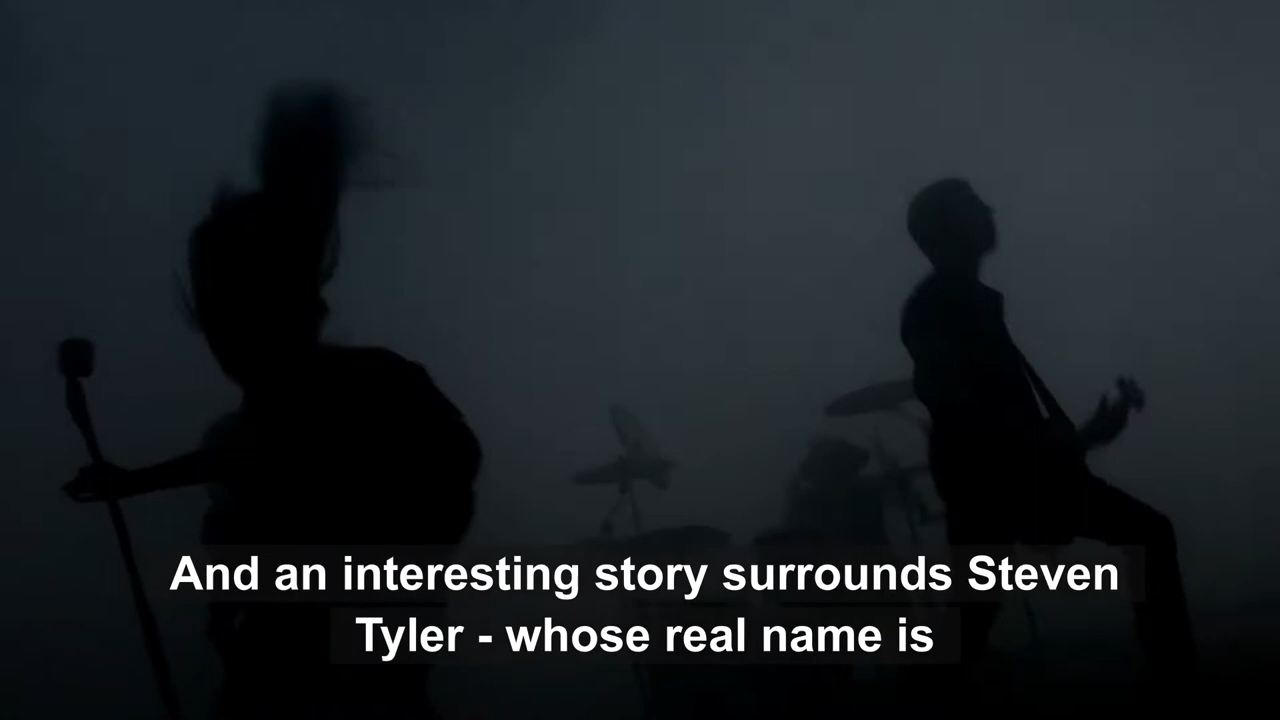 And an interesting story surrounds Steven
Tyler - whose real name is